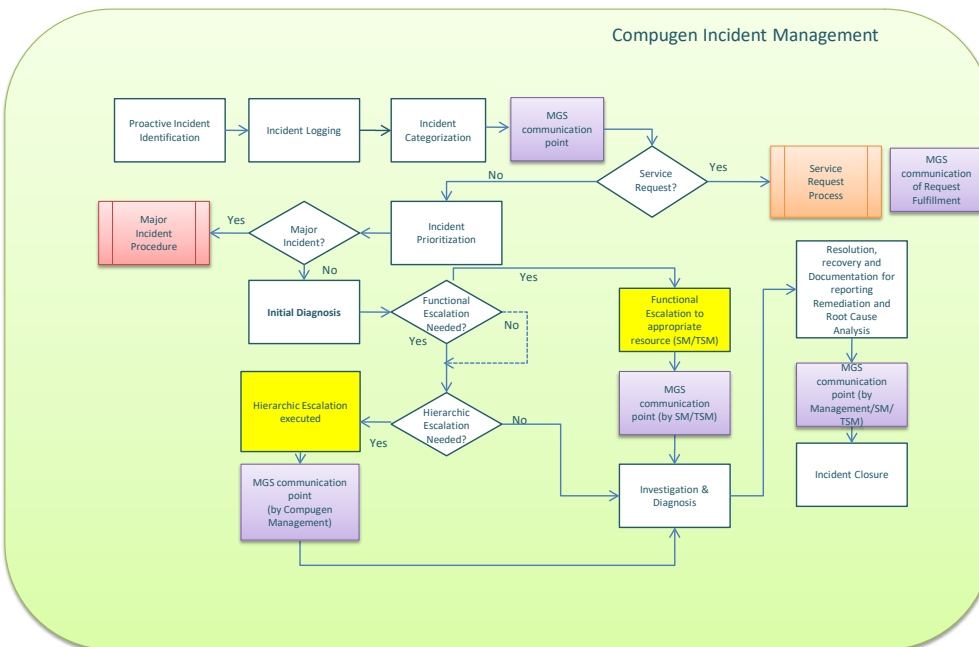 Compugen Incident Management
Proactive Incident
Identification
Incident Logging
Incident
Categorization
MGS
communication
point
Service
Request?
Yes
No
Service
Request
Process
MGS
communication
of Request
Fulfillment
Major
Incident
Procedure
Yes
Major
Incident?
No
Incident
Prioritization
Initial Diagnosis
Functional
Escalation
Needed?
Yes
No
Yes
Functional
Escalation to
appropriate
resource (SM/TSM)
Resolution,
recovery and
Documentation for
reporting
Remediation and
Root Cause
Analysis
MGS
communication
point (by SM/TSM)
MGS
communication
point (by
Management/SM/
TSM)
Hierarchic Escalation
executed
Yes
Hierarchic
Escalation
Needed?
No
MGS communication
point
(by Compugen
Management)
Investigation &
Diagnosis
Incident Closure